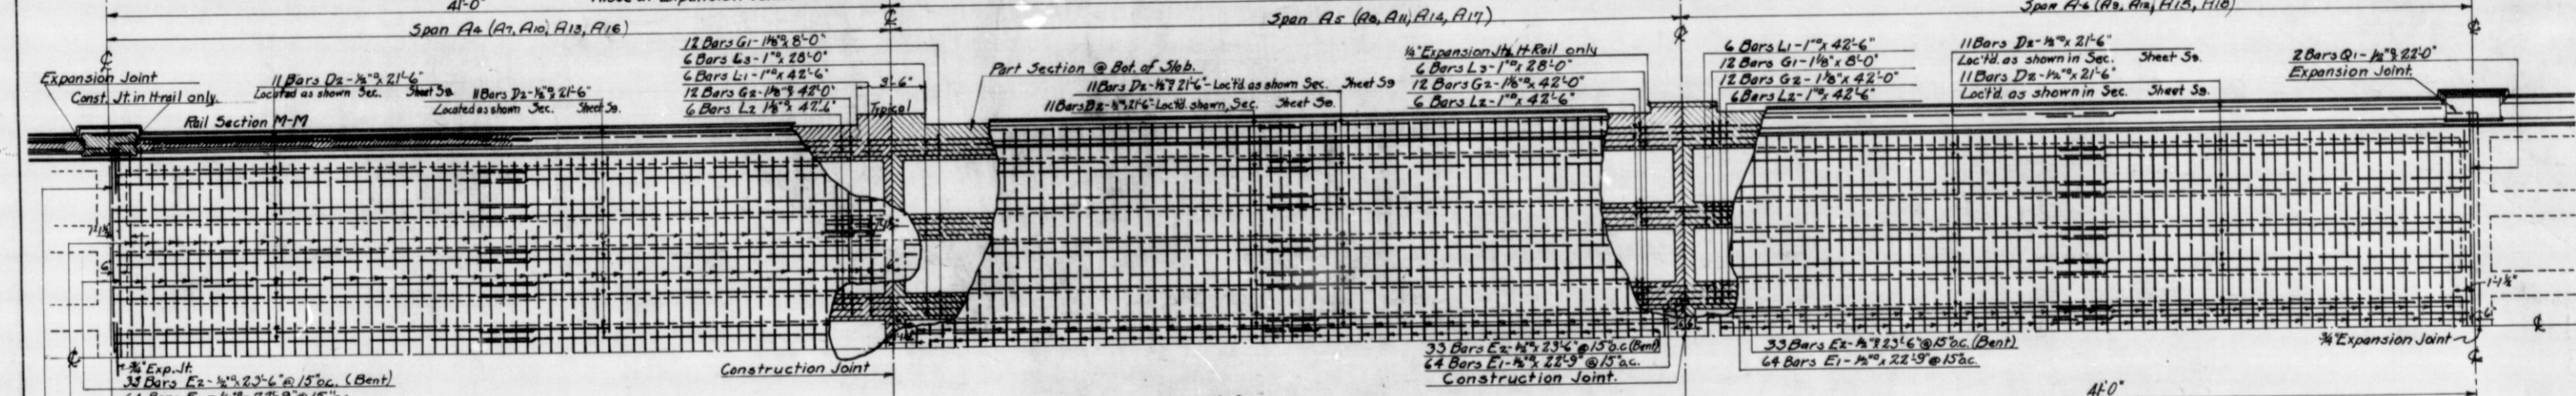 41'-0"
Span A4 (A7, A10, A13, A16)
Span A5 (A8, A11, A14, A17)
Span A6 (A9, A12, A15, A18)
Expansion Joint
Const. Jt. in H-rail only.
Rail Section M-M
11 Bars D2-½"⌀ x 21'-6"
Located as shown Sec. Sheet S9.
11 Bars D2-½"⌀ x 21'-6"
Located as shown Sec. Sheet S9.
12 Bars G1-1⅛"⌀ x 8'-0"
6 Bars L3-1"⌀ x 28'-0"
6 Bars L1-1"⌀ x 42'-6"
12 Bars G2-1⅛"⌀ x 42'-0"
6 Bars L2 1⅛"⌀ x 42'-6"
3'-6"
Typical
Part Section @ Bot. of Slab.
11 Bars D2-½"⌀ x 21'-6"-Loc't'd as shown Sec. Sheet S9
11 Bars D2-½"⌀ x 21'-6"-Loc't'd. shown, Sec. Sheet S9.
¼" Expansion Jt. H-Rail only
6 Bars L3-1"⌀ x 28'-0"
12 Bars G2-1⅛"⌀ x 42'-0"
6 Bars L2-1"⌀ x 42'-6"
6 Bars L1-1"⌀ x 42'-6"
12 Bars G1-1⅛"⌀ x 8'-0"
12 Bars G2-1⅛"⌀ x 42'-0"
6 Bars L2-1"⌀ x 42'-6"
11 Bars D2-½"⌀ x 21'-6"
Loc't'd. as shown in Sec. Sheet S9.
11 Bars D2-½"⌀ x 21'-6"
Loc't'd. as shown in Sec. Sheet S9.
2 Bars Q1-½"⌀ x 22'-0"
Expansion Joint.
6"
1'-1½"
6"
¾" Exp. Jt.
33 Bars E2-½"⌀ x 23'-6" @ 15" o.c. (Bent)
Construction Joint
33 Bars E2-½"⌀ x 23'-6" @ 15" o.c. (Bent)
64 Bars E1-½"⌀ x 22'-9" @ 15" o.c.
Construction Joint.
33 Bars E2-½"⌀ x 23'-6" @ 15" o.c. (Bent)
64 Bars E1-½"⌀ x 22'-9" @ 15" o.c.
¾" Expansion Joint
41'-0"